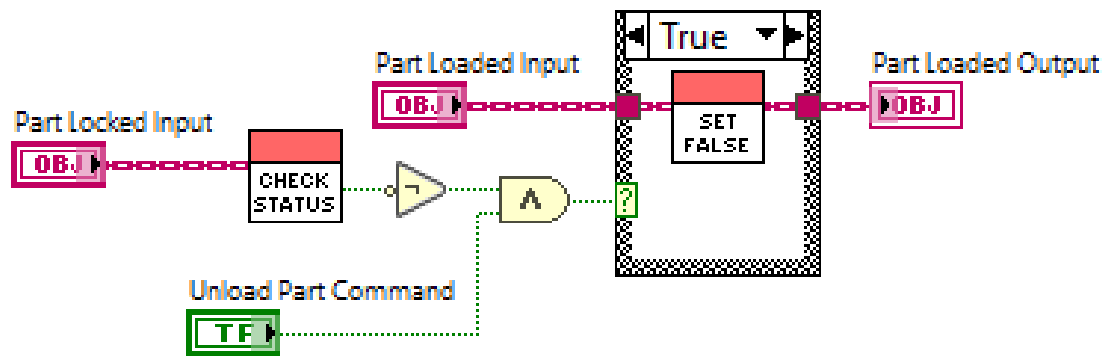 True
Part Loaded Input
Part Loaded Output
OBJ
OBJ
SET
FALSE
Part Locked Input
OBJ
CHECK
STATUS
¬
∧
?
Unload Part Command
TF